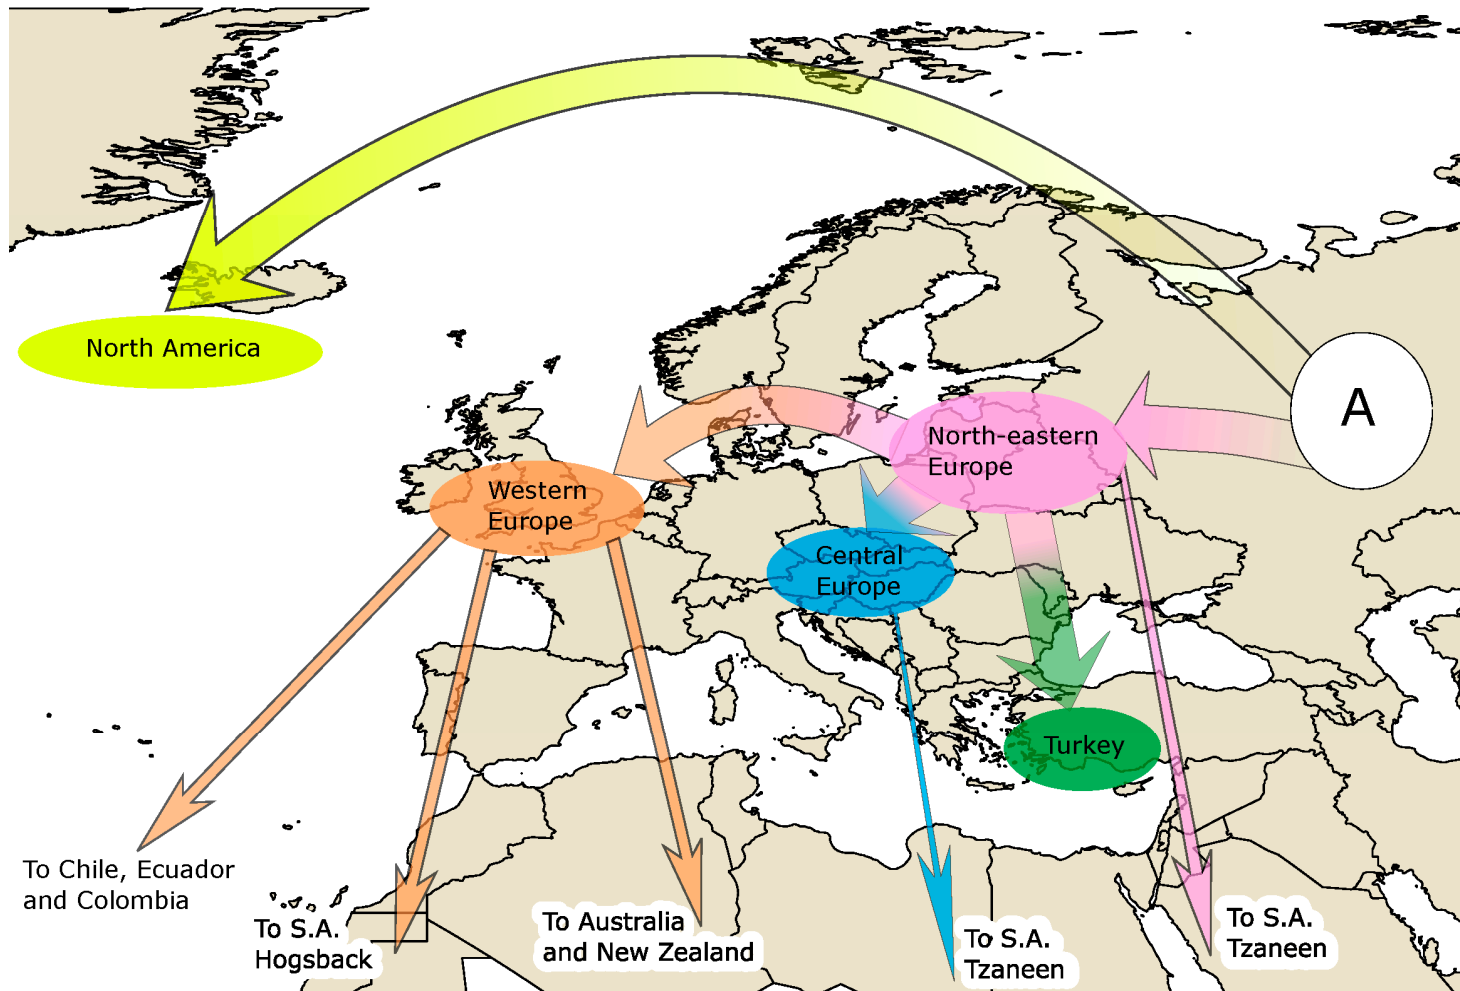 North America
A
North-eastern
Europe
Western
Europe
Central
Europe
Turkey
To Chile, Ecuador
and Colombia
To S.A.
Hogsback
To Australia
and New Zealand
To S.A.
Tzaneen
To S.A.
Tzaneen